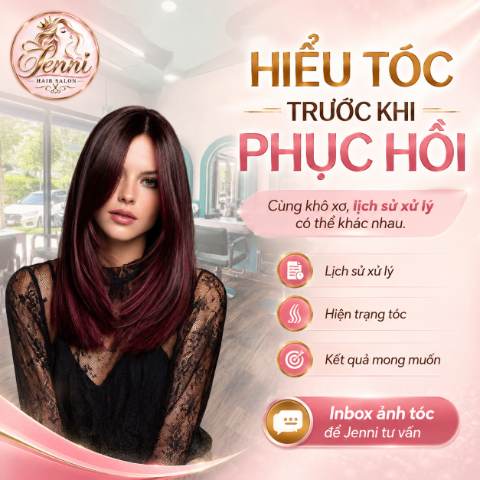 Jenni
HAIR SALON
HIỂU TÓC
TRƯỚC KHI
PHỤC HỒI
Cùng khô xơ, lịch sử xử lý
có thể khác nhau.
Lịch sử xử lý
Hiện trạng tóc
Kết quả mong muốn
Inbox ảnh tóc
để Jenni tư vấn